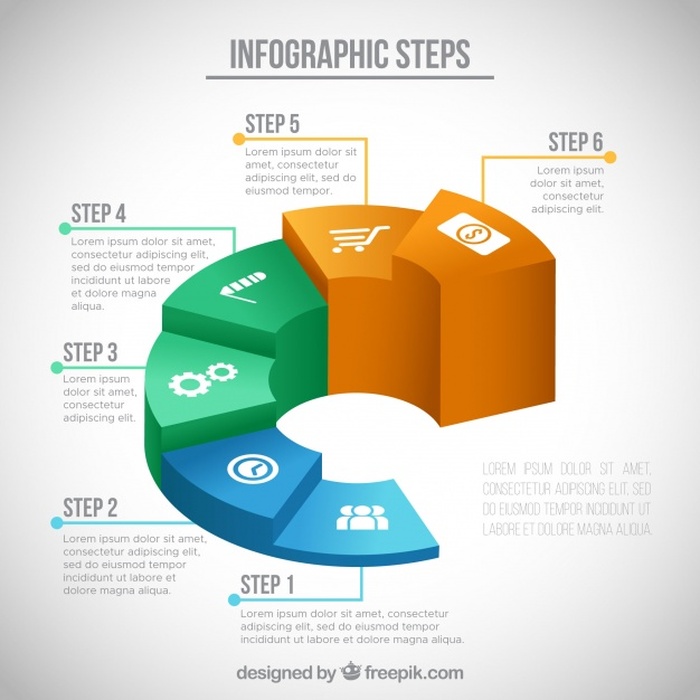 INFOGRAPHIC STEPS
STEP 5
Lorem ipsum dolor sit
amet, consectetur
adipiscing elit, sed do
eiusmod tempor.
STEP 6
Lorem ipsum
dolor sit amet,
consectetur
adipiscing elit.
STEP 4
Lorem ipsum dolor sit amet,
consectetur adipiscing elit,
sed do eiusmod tempor
incididunt ut labore
et dolore magna
aliqua.
STEP 3
Lorem ipsum
dolor sit amet,
consectetur
adipiscing elit.
STEP 2
Lorem ipsum dolor sit amet,
consectetur adipiscing elit,
sed do eiusmod tempor
incididunt ut labore et
dolore magna aliqua.
STEP 1
Lorem ipsum dolor sit amet, consectetur
adipiscing elit, sed do eiusmod tempor
incididunt ut labore et dolore magna aliqua.
LOREM IPSUM DOLOR SIT AMET,
CONSECTETUR ADIPISCING ELIT, SED
DO EIUSMOD TEMPOR INCIDIDUNT UT
LABORE ET DOLORE MAGNA ALIQUA.
designed by freepik.com